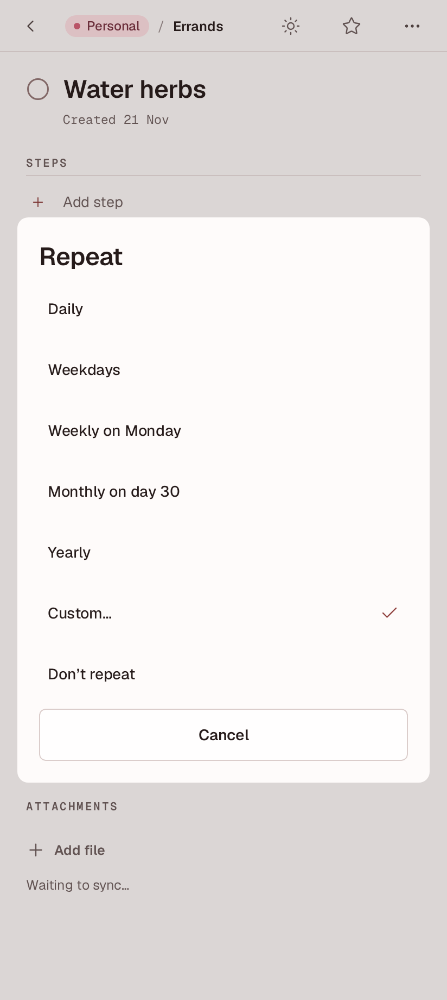 Personal / Errands
Water herbs
Created 21 Nov
STEPS
+ Add step
Repeat
Daily
Weekdays
Weekly on Monday
Monthly on day 30
Yearly
Custom…
Don’t repeat
Cancel
ATTACHMENTS
+ Add file
Waiting to sync…